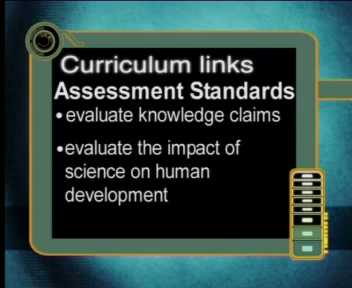 Curriculum links
Assessment Standards
• evaluate knowledge claims
• evaluate the impact of
science on human
development